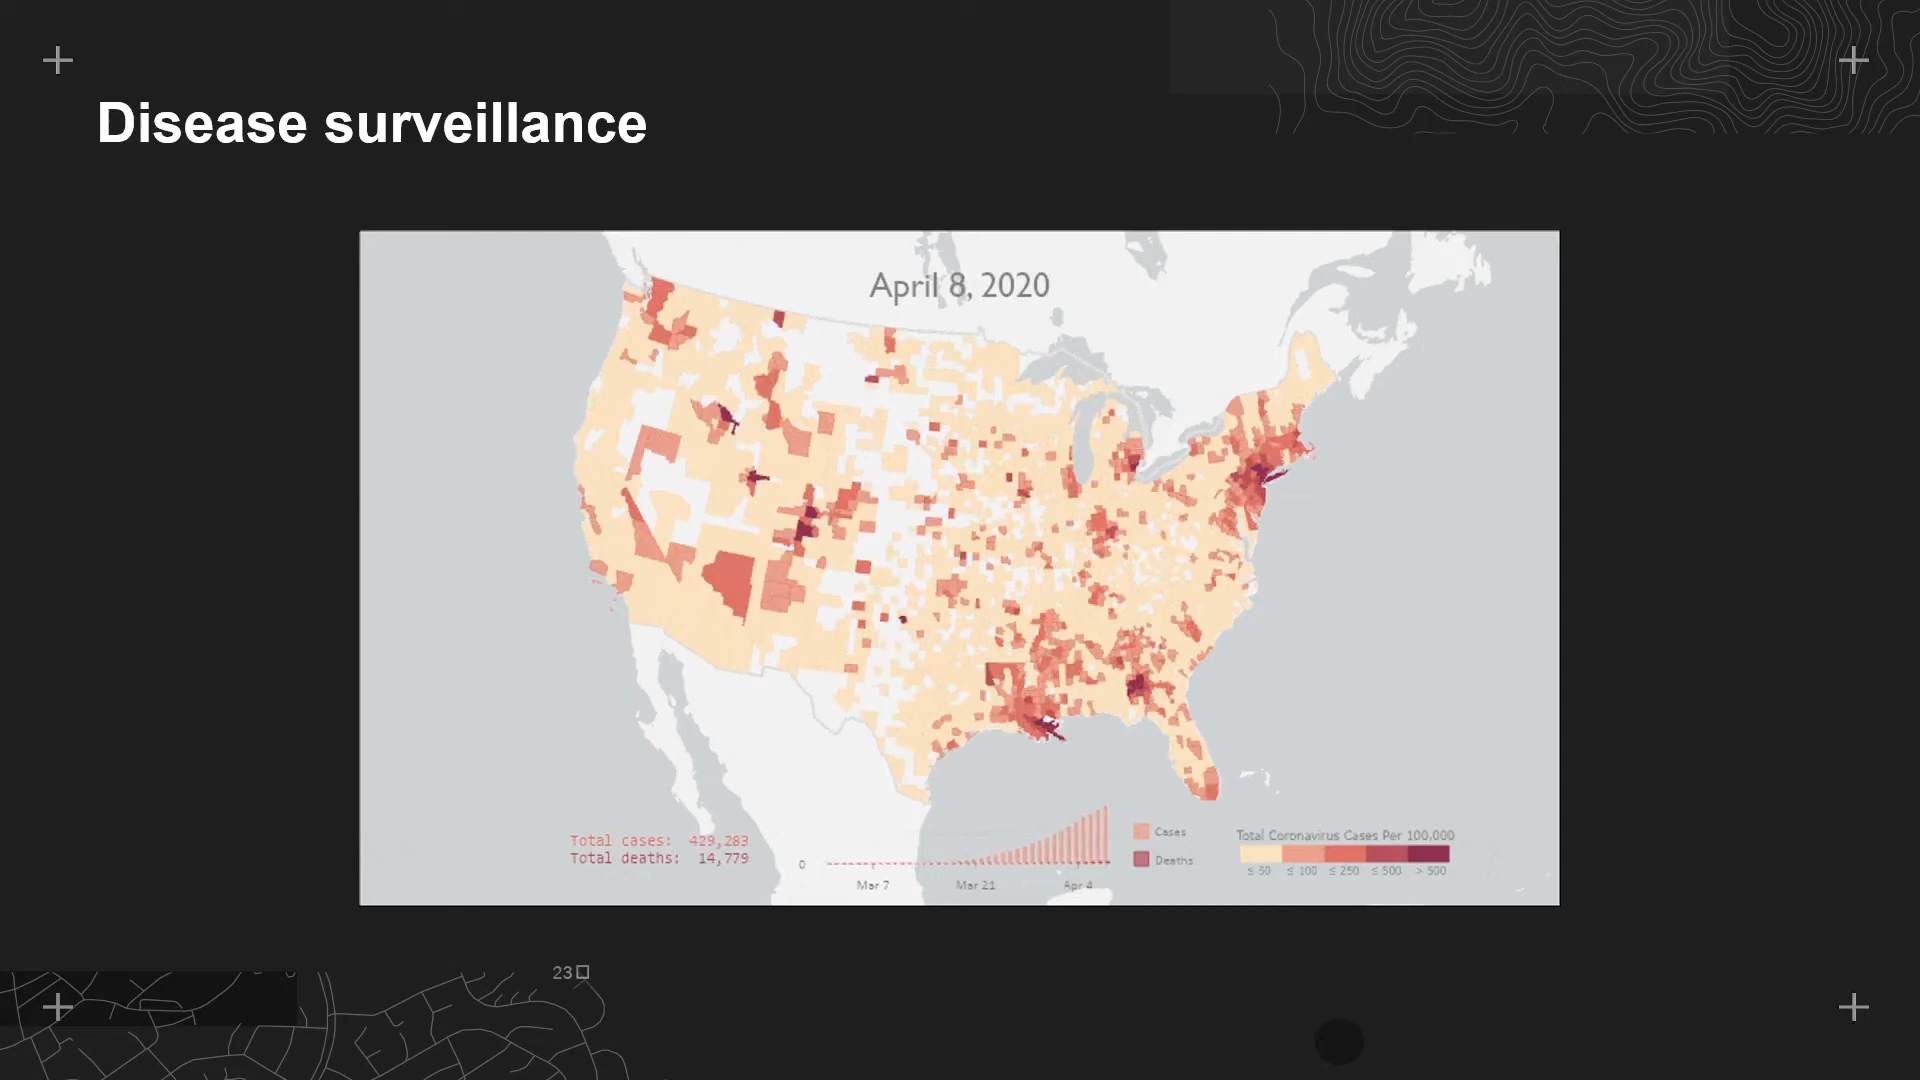 Disease surveillance
April 8, 2020
Total cases: 429,283
Total deaths: 14,779
0
Mar 7
Mar 21
Apr 4
Cases
Deaths
Total Coronavirus Cases Per 100,000
≤ 50 ≤ 100 ≤ 250 ≤ 500 > 500
23